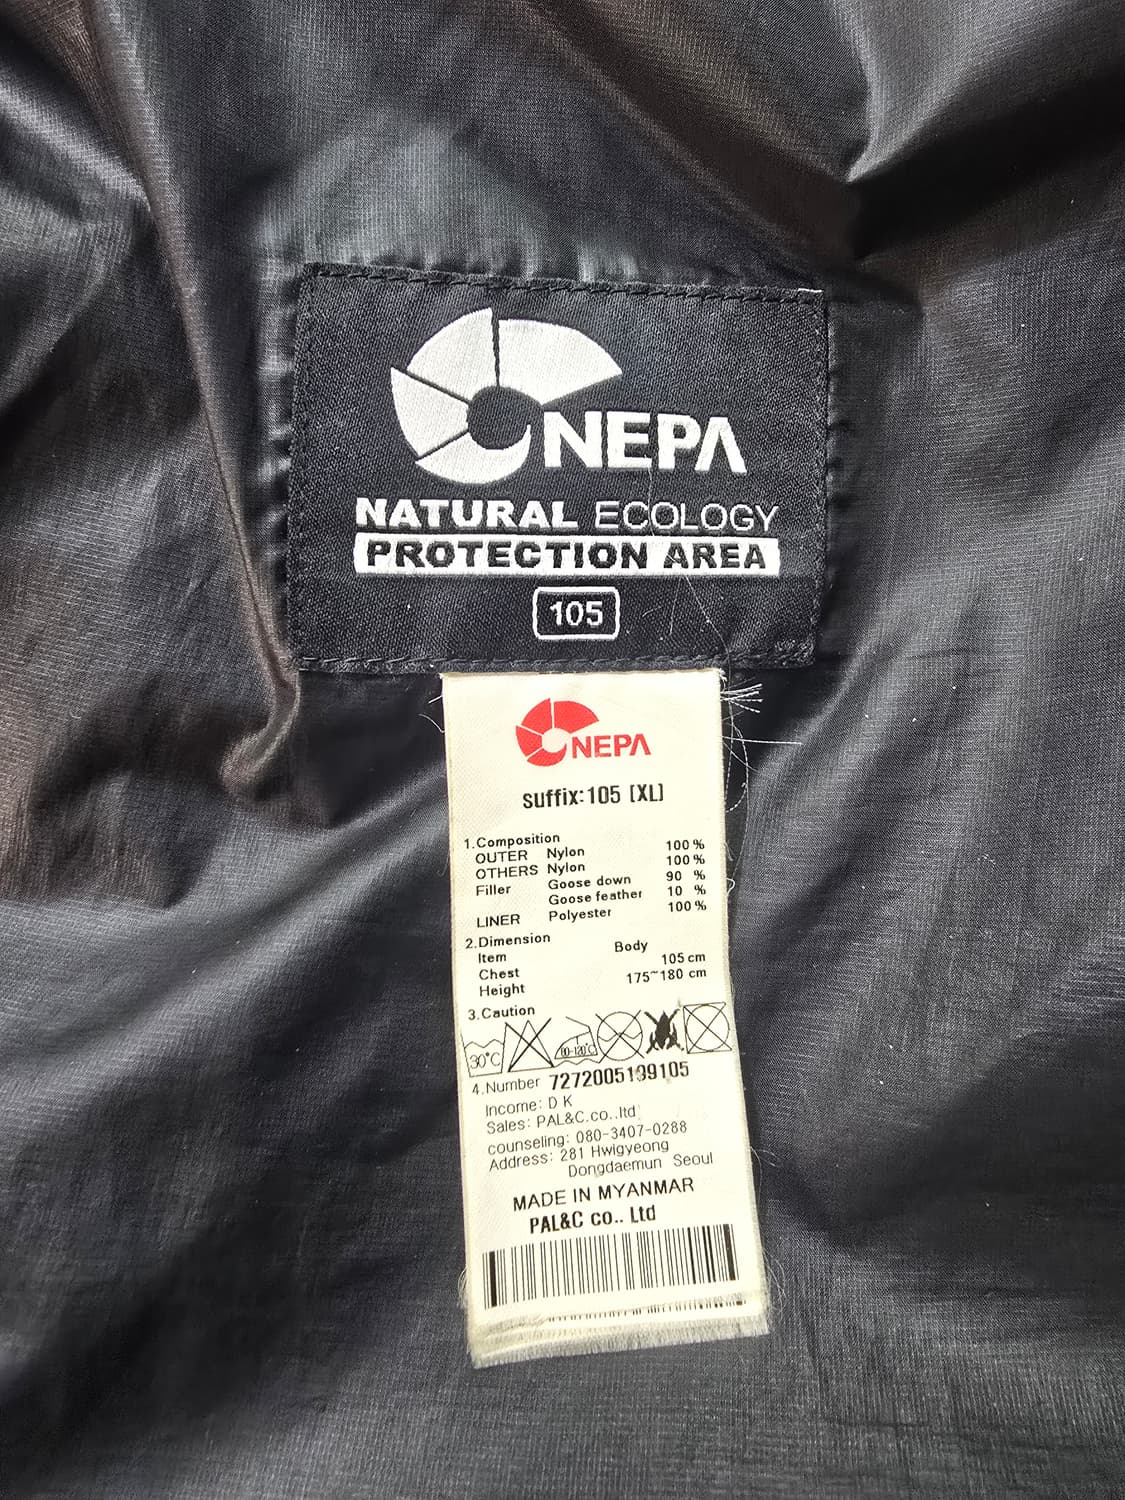 NEPA
NATURAL ECOLOGY
PROTECTION AREA
105
NEPA
suffix:105 [XL]
1.Composition
OUTER Nylon 100 %
OTHERS Nylon 100 %
Filler Goose down 90 %
Goose feather 10 %
LINER Polyester 100 %
2.Dimension
Item Body
Chest 105 cm
Height 175~180 cm
3.Caution
30°C 80-120°C
4.Number 7272005199105
Income: D K
Sales: PAL&C.co.,ltd
counseling: 080-3407-0288
Address: 281 Hwigyeong
Dongdaemun Seoul
MADE IN MYANMAR
PAL&C co.. Ltd